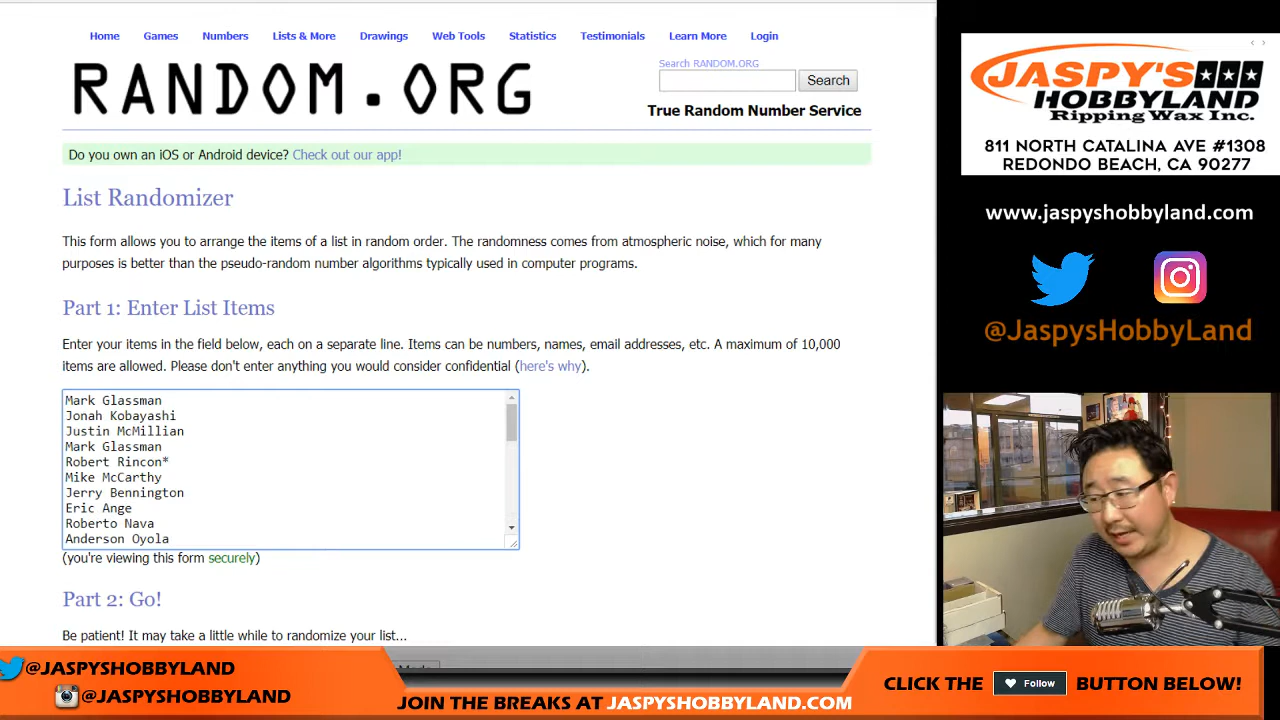 Home Games Numbers Lists & More Drawings Web Tools Statistics Testimonials Learn More Login
RANDOM.ORG
Search RANDOM.ORG
Search
True Random Number Service
Do you own an iOS or Android device? Check out our app!
List Randomizer
This form allows you to arrange the items of a list in random order. The randomness comes from atmospheric noise, which for many
purposes is better than the pseudo-random number algorithms typically used in computer programs.
Part 1: Enter List Items
Enter your items in the field below, each on a separate line. Items can be numbers, names, email addresses, etc. A maximum of 10,000
items are allowed. Please don't enter anything you would consider confidential (here's why).
Mark Glassman
Jonah Kobayashi
Justin McMillian
Mark Glassman
Robert Rincon*
Mike McCarthy
Jerry Bennington
Eric Ange
Roberto Nava
Anderson Oyola
(you're viewing this form securely)
Part 2: Go!
Be patient! It may take a little while to randomize your list...
JASPY'S
HOBBYLAND
Ripping Wax Inc.
811 NORTH CATALINA AVE #1308
REDONDO BEACH, CA 90277
www.jaspyshobbyland.com
@JaspysHobbyLand
@JASPYSHOBBYLAND
@JASPYSHOBBYLAND
JOIN THE BREAKS AT JASPYSHOBBYLAND.COM
CLICK THE Follow BUTTON BELOW!